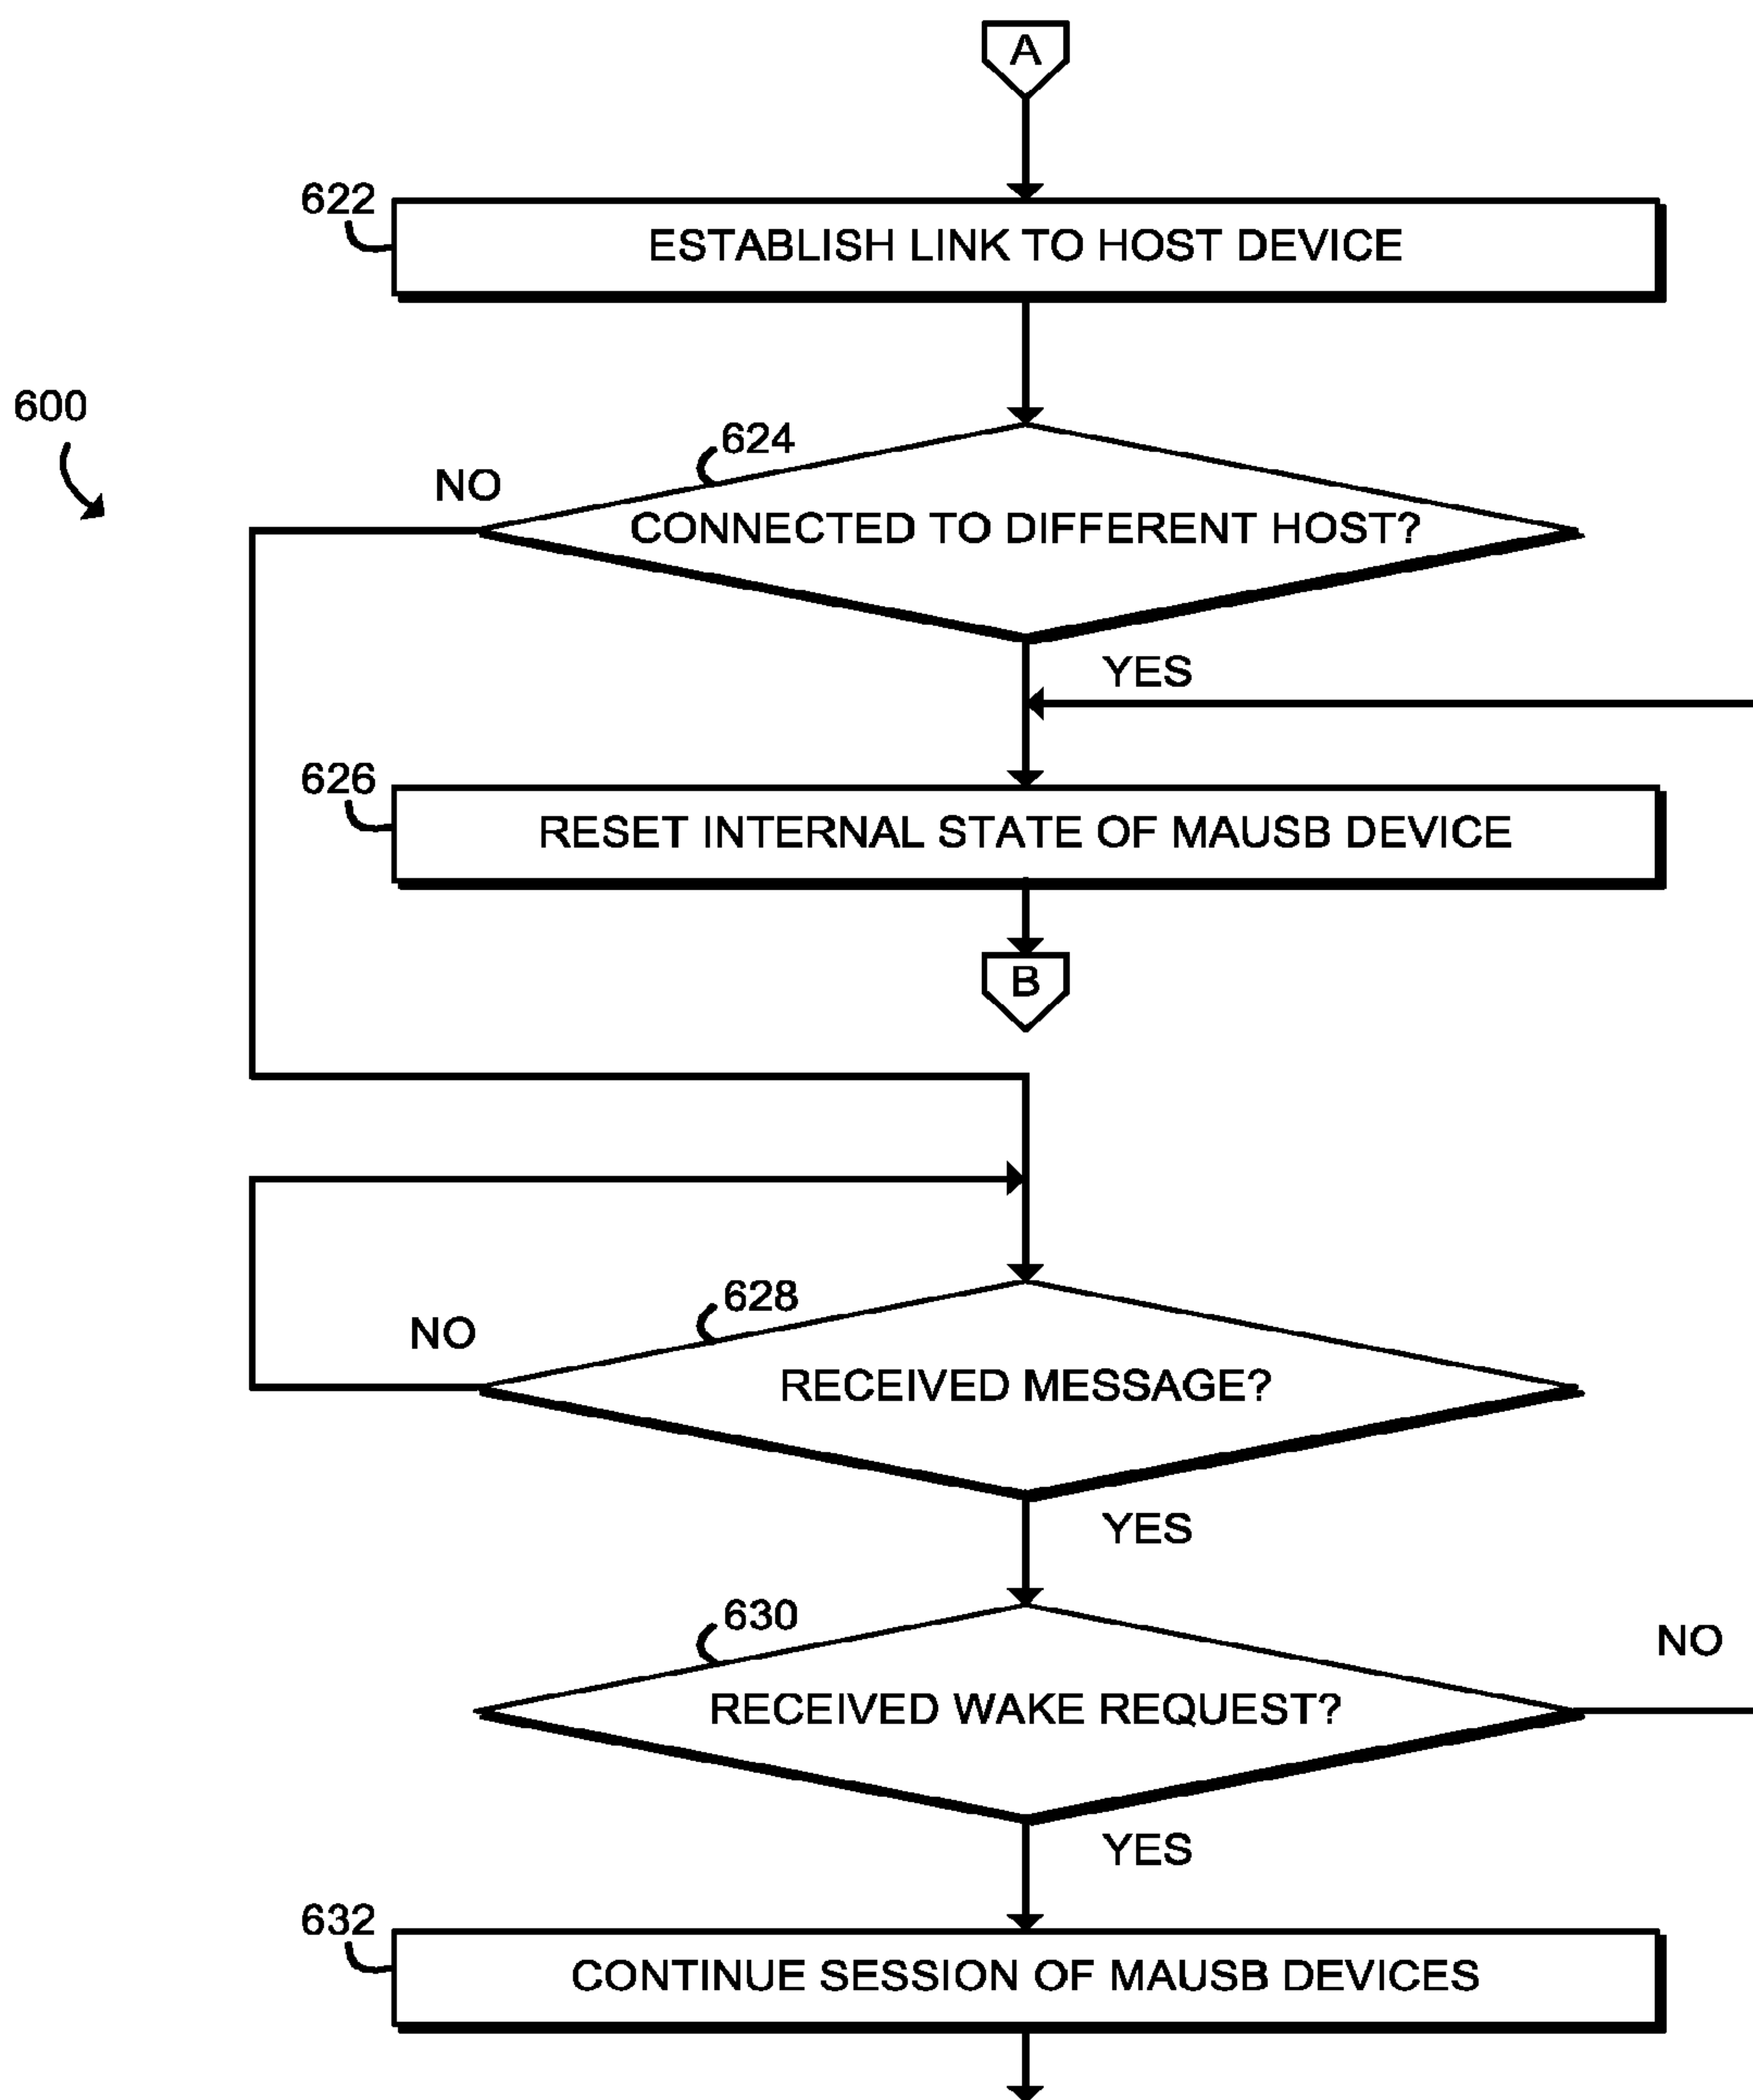 A
622
ESTABLISH LINK TO HOST DEVICE
600
624
NO
CONNECTED TO DIFFERENT HOST?
YES
626
RESET INTERNAL STATE OF MAUSB DEVICE
B
628
NO
RECEIVED MESSAGE?
YES
630
NO
RECEIVED WAKE REQUEST?
YES
632
CONTINUE SESSION OF MAUSB DEVICES